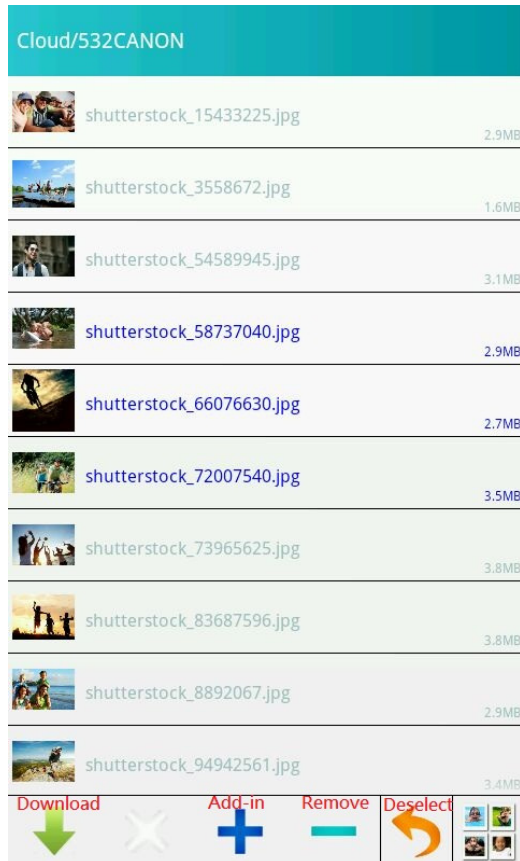 Cloud/532CANON
shutterstock_15433225.jpg
2.9MB
shutterstock_3558672.jpg
1.6MB
shutterstock_54589945.jpg
3.1MB
shutterstock_58737040.jpg
2.9MB
shutterstock_66076630.jpg
2.7MB
shutterstock_72007540.jpg
3.5MB
shutterstock_73965625.jpg
3.8MB
shutterstock_83687596.jpg
3.8MB
shutterstock_8892067.jpg
2.9MB
shutterstock_94942561.jpg
3.4MB
Download Add-in Remove Deselect